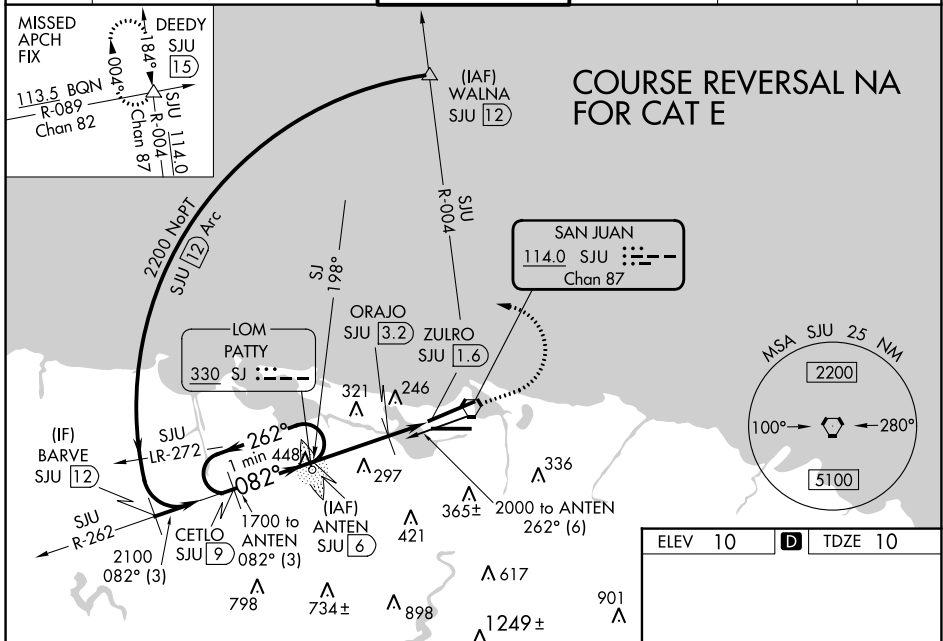 MISSED
APCH
FIX
DEEDY
SJU
15
184°
004°
113.5 BQN
R-089
Chan 82
SJU 114.0
R-004
Chan 87
(IAF)
WALNA
SJU 12
COURSE REVERSAL NA
FOR CAT E
2200 NoPT
SJU 12 Arc
SJU
R-004
SAN JUAN
114.0 SJU
Chan 87
SJ
198°
ORAJO
SJU 3.2
ZULRO
SJU 1.6
LOM
PATTY
330 SJ
MSA SJU 25 NM
2200
100°
280°
5100
321
246
(IF)
BARVE
SJU 12
SJU
LR-272
262°
1 min
082°
448
297
336
365±
2000 to ANTEN
262° (6)
SJU
R-262
2100
082° (3)
CETLO
SJU 9
1700 to
ANTEN
082° (3)
(IAF)
ANTEN
SJU 6
421
617
798
734±
898
1249±
901
ELEV 10
D
TDZE 10